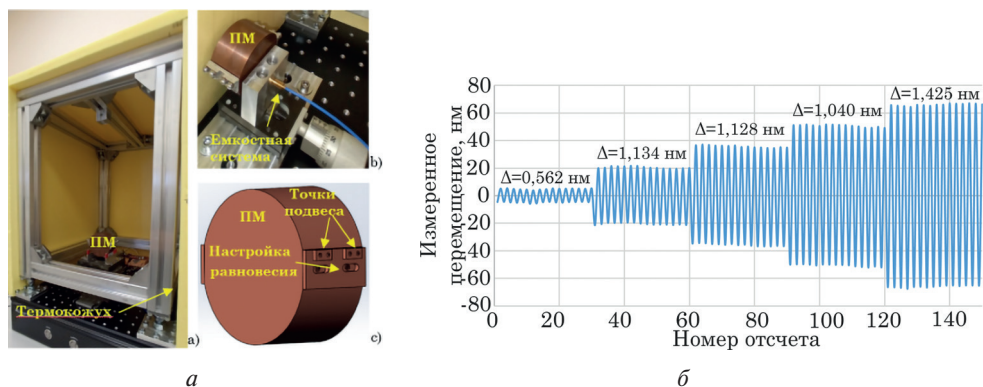 ПМ
Термокожух
a)
ПМ
Емкостная
система
b)
ПМ
Точки
подвеса
Настройка
равновесия
c)
а
Измеренное
перемещение, нм
80
60
40
20
0
-20
-40
-60
-80
Δ=0,562 нм
Δ=1,134 нм
Δ=1,128 нм
Δ=1,040 нм
Δ=1,425 нм
0 20 40 60 80 100 120 140
Номер отсчета
б